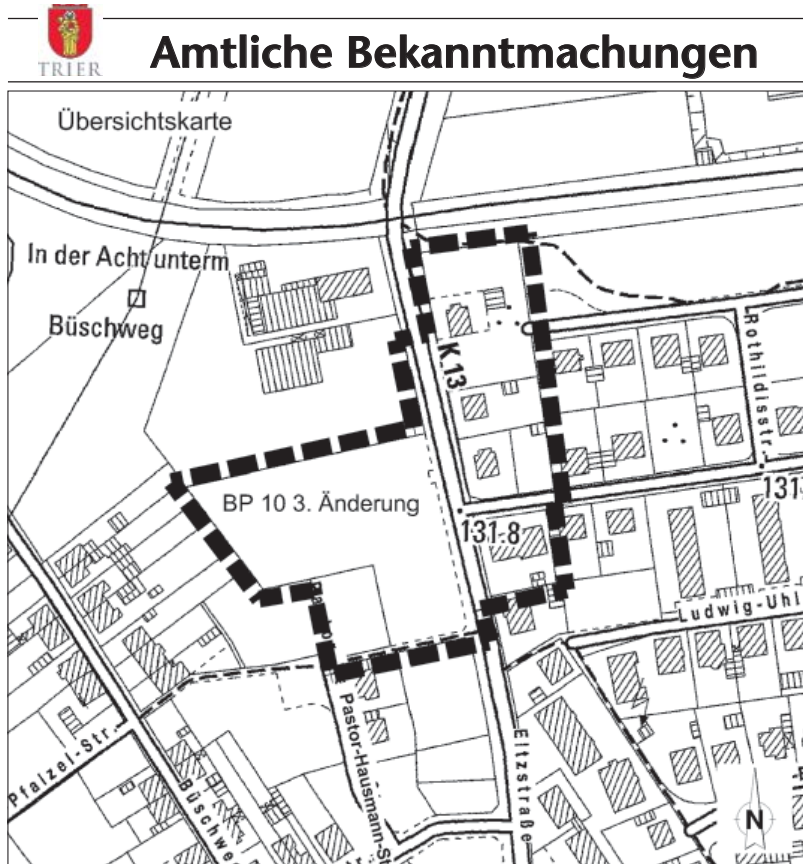 TRIER
Amtliche Bekanntmachungen
Übersichtskarte
In der Acht unterm
Büschweg
K 13
Rothildisstr.
BP 10 3. Änderung
131.8
131
Ludwig-Uhl
Pfalzel-Str.
Büschwe
Pastor-Hausmann-St
Eltzstraße
N